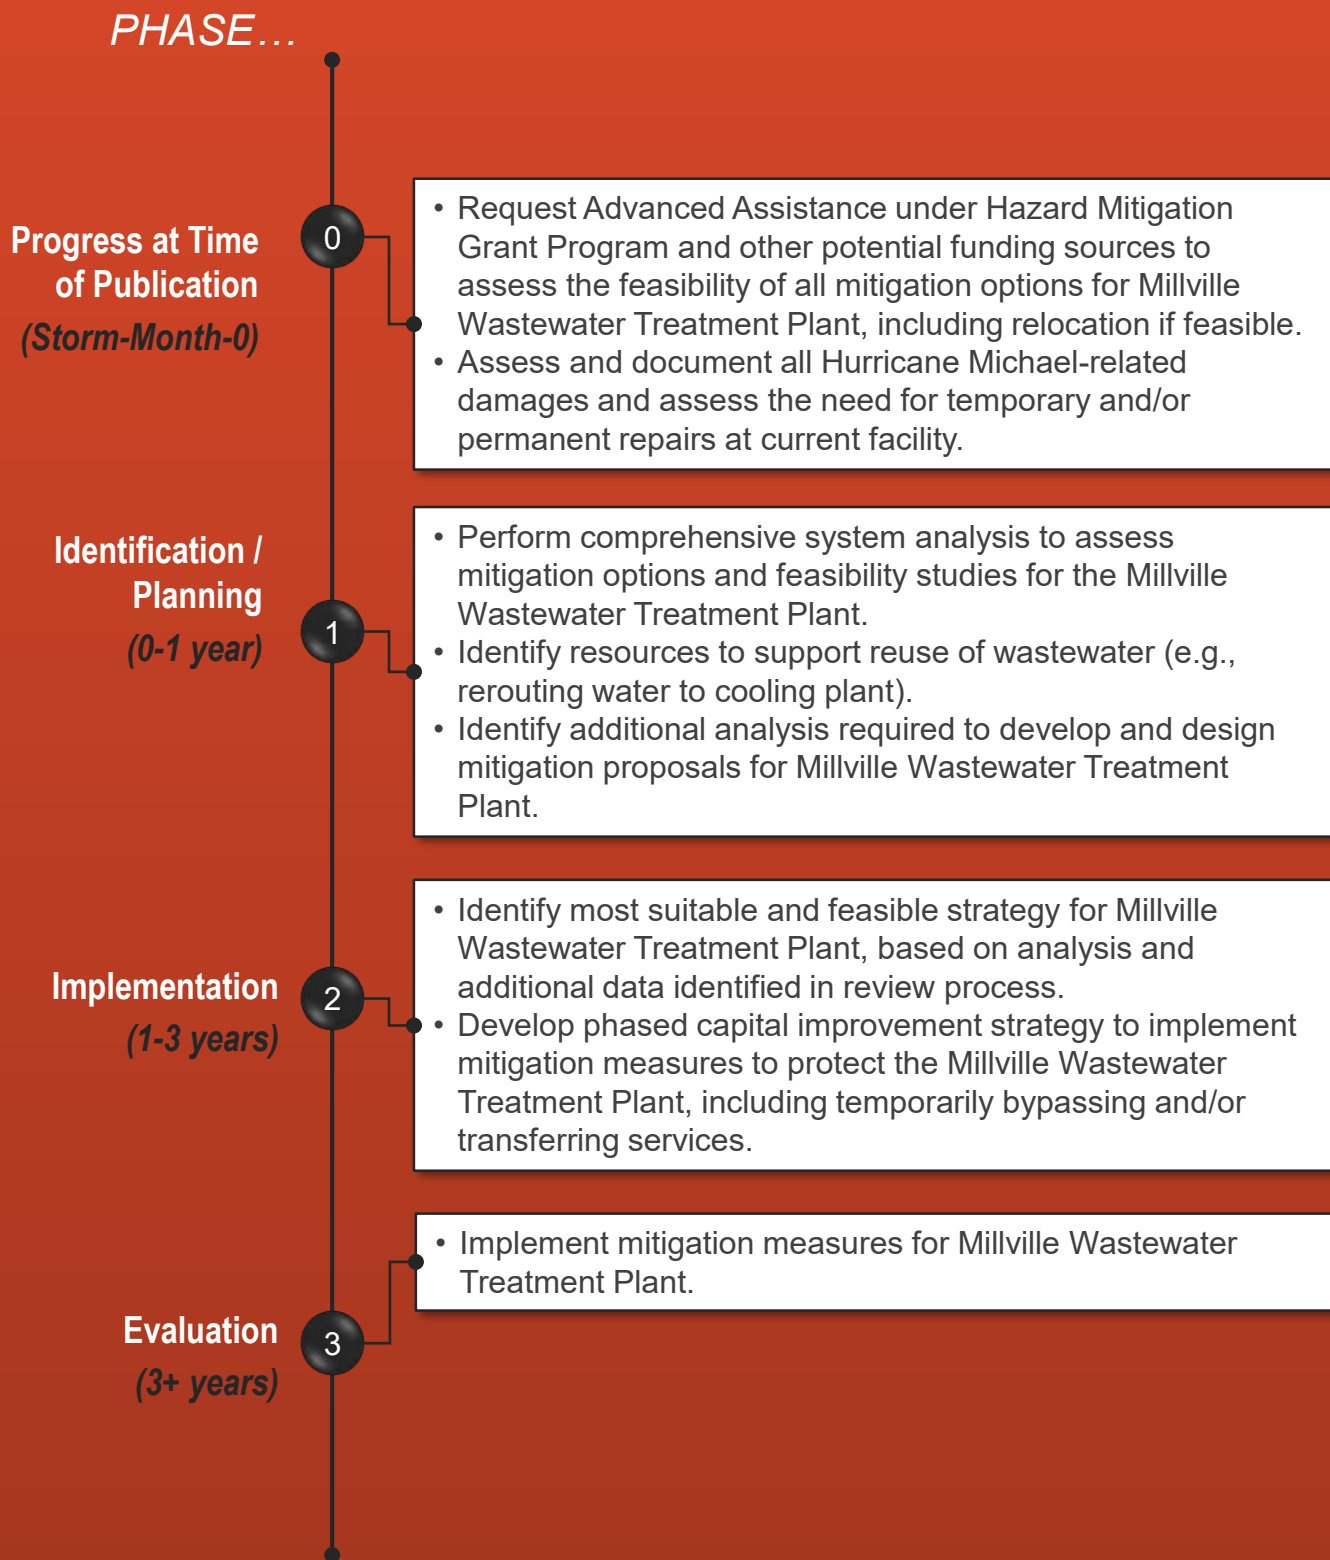 PHASE…
Progress at Time
of Publication
(Storm-Month-0)
0
• Request Advanced Assistance under Hazard Mitigation
Grant Program and other potential funding sources to
assess the feasibility of all mitigation options for Millville
Wastewater Treatment Plant, including relocation if feasible.
• Assess and document all Hurricane Michael-related
damages and assess the need for temporary and/or
permanent repairs at current facility.
Identification /
Planning
(0-1 year)
1
• Perform comprehensive system analysis to assess
mitigation options and feasibility studies for the Millville
Wastewater Treatment Plant.
• Identify resources to support reuse of wastewater (e.g.,
rerouting water to cooling plant).
• Identify additional analysis required to develop and design
mitigation proposals for Millville Wastewater Treatment
Plant.
Implementation
(1-3 years)
2
• Identify most suitable and feasible strategy for Millville
Wastewater Treatment Plant, based on analysis and
additional data identified in review process.
• Develop phased capital improvement strategy to implement
mitigation measures to protect the Millville Wastewater
Treatment Plant, including temporarily bypassing and/or
transferring services.
Evaluation
(3+ years)
3
• Implement mitigation measures for Millville Wastewater
Treatment Plant.